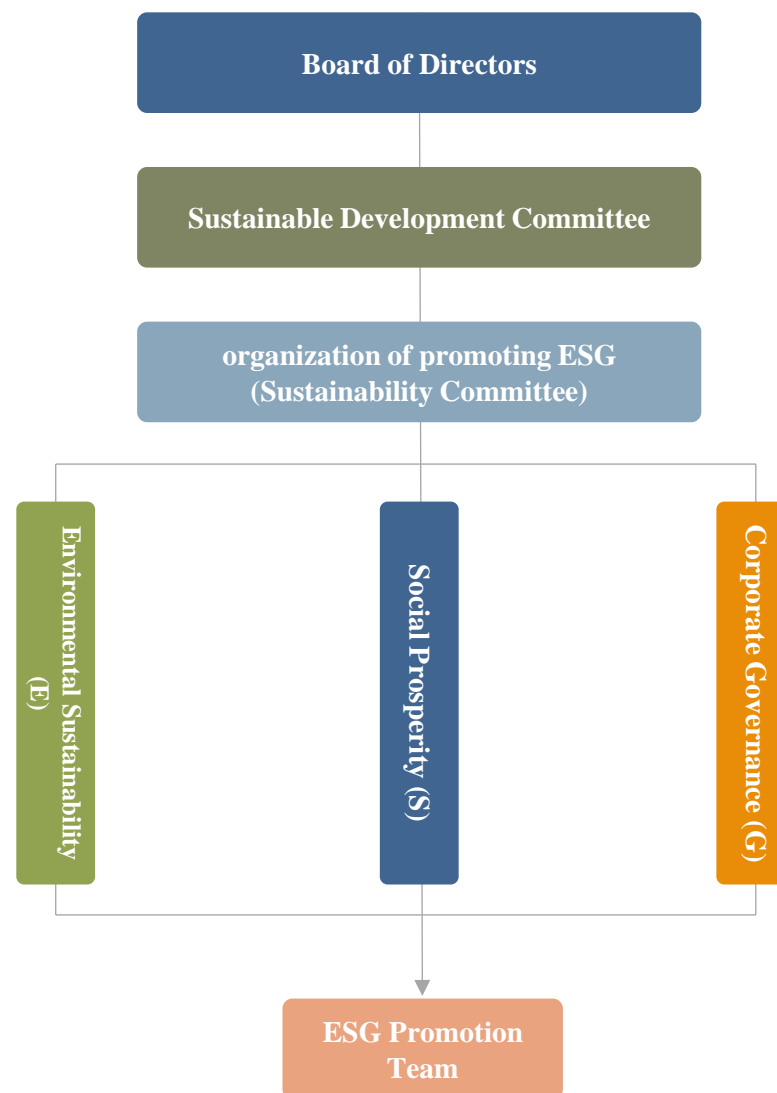 Board of Directors
Sustainable Development Committee
organization of promoting ESG
(Sustainability Committee)
Environmental Sustainability
(E)
Social Prosperity (S)
Corporate Governance (G)
ESG Promotion
Team